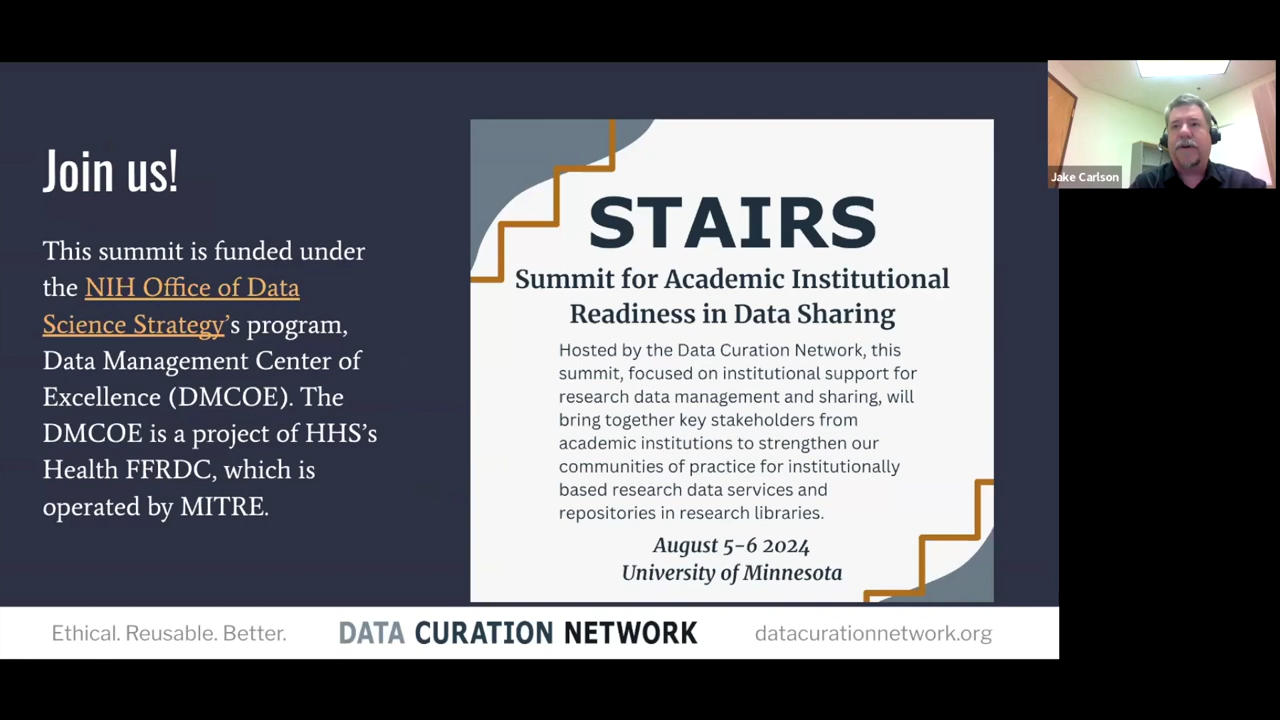 Join us!
This summit is funded under
the NIH Office of Data
Science Strategy's program,
Data Management Center of
Excellence (DMCOE). The
DMCOE is a project of HHS's
Health FFRDC, which is
operated by MITRE.
STAIRS
Summit for Academic Institutional
Readiness in Data Sharing
Hosted by the Data Curation Network, this
summit, focused on institutional support for
research data management and sharing, will
bring together key stakeholders from
academic institutions to strengthen our
communities of practice for institutionally
based research data services and
repositories in research libraries.
August 5-6 2024
University of Minnesota
Ethical. Reusable. Better.
DATA CURATION NETWORK
datacurationnetwork.org
Jake Carlson